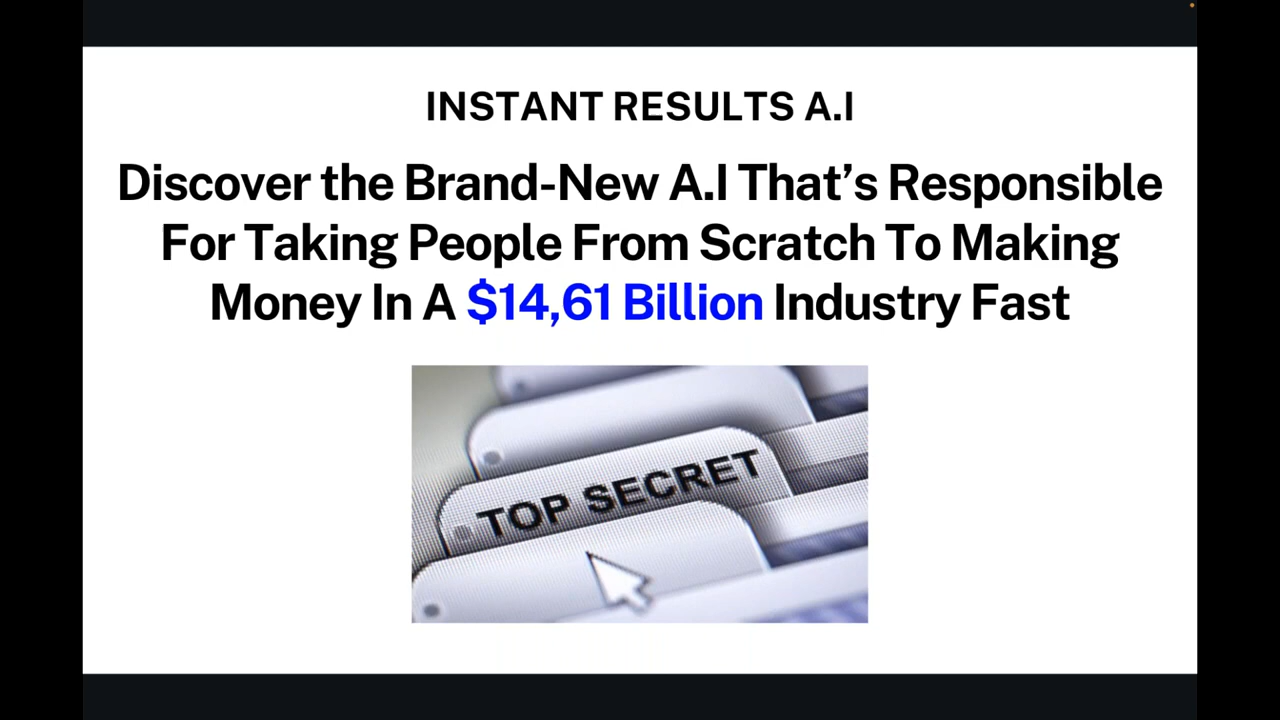 INSTANT RESULTS A.I
Discover the Brand-New A.I That's Responsible
For Taking People From Scratch To Making
Money In A $14,61 Billion Industry Fast
TOP SECRET